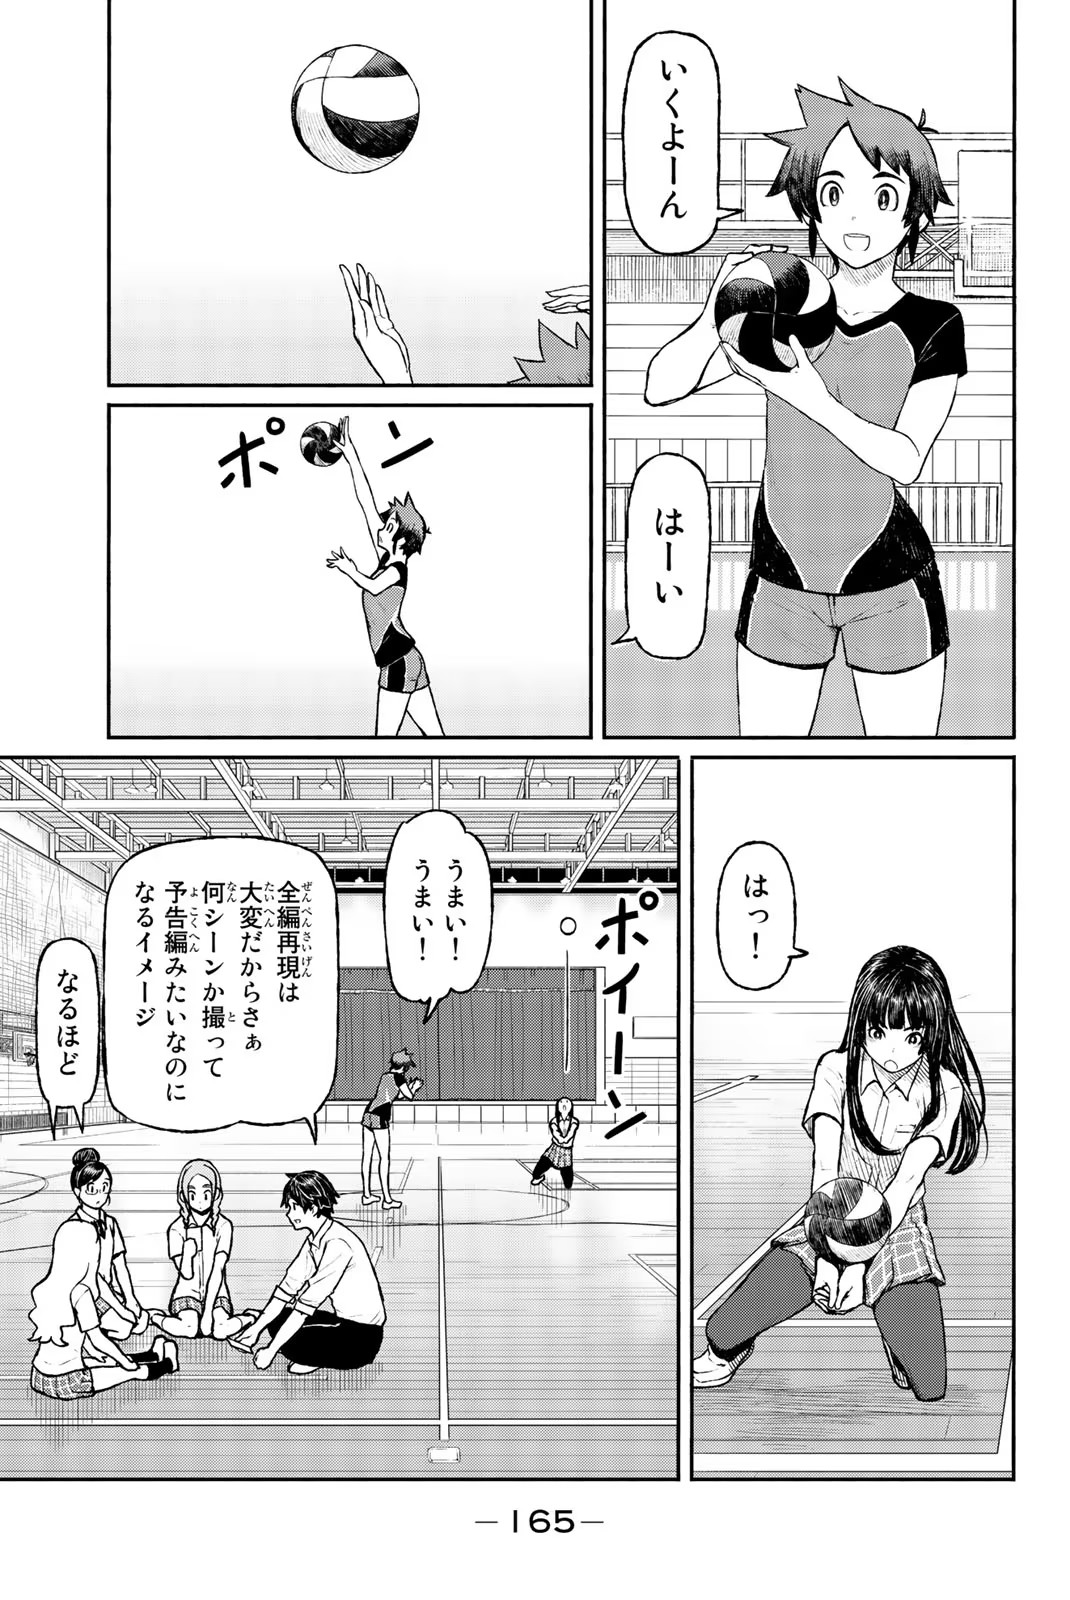 いくよーん
はーい
ポン
はっ！
ポイーン
うまい！
うまい！
全編再現は
大変だからさぁ
何シーンか撮って
予告編みたいなのに
なるイメージ
なるほど
—165—